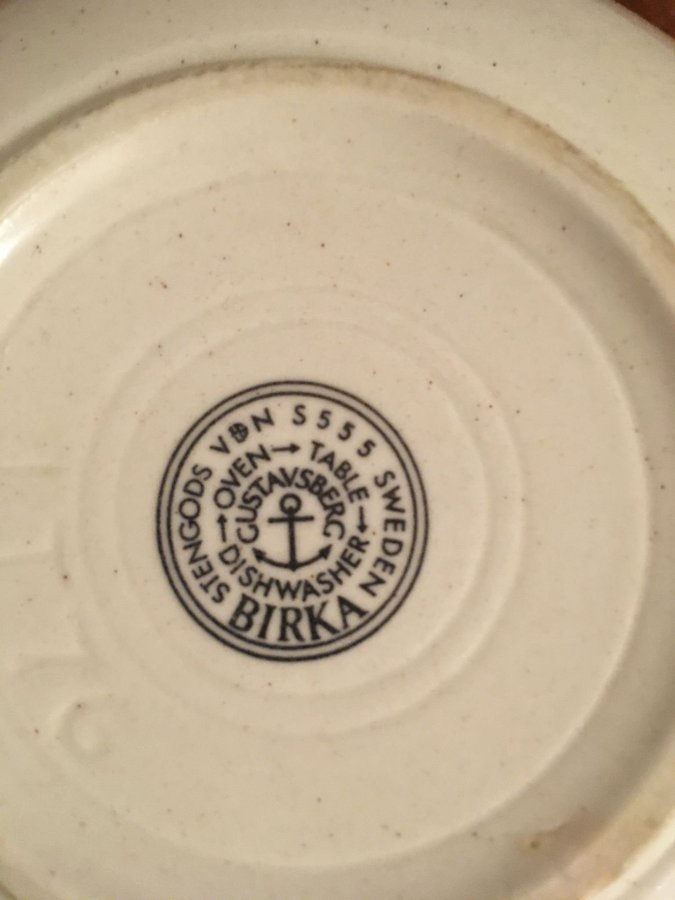 STENGODS VDN S555 SWEDEN
OVEN → TABLE → DISHWASHER →
GUSTAVSBERG
BIRKA